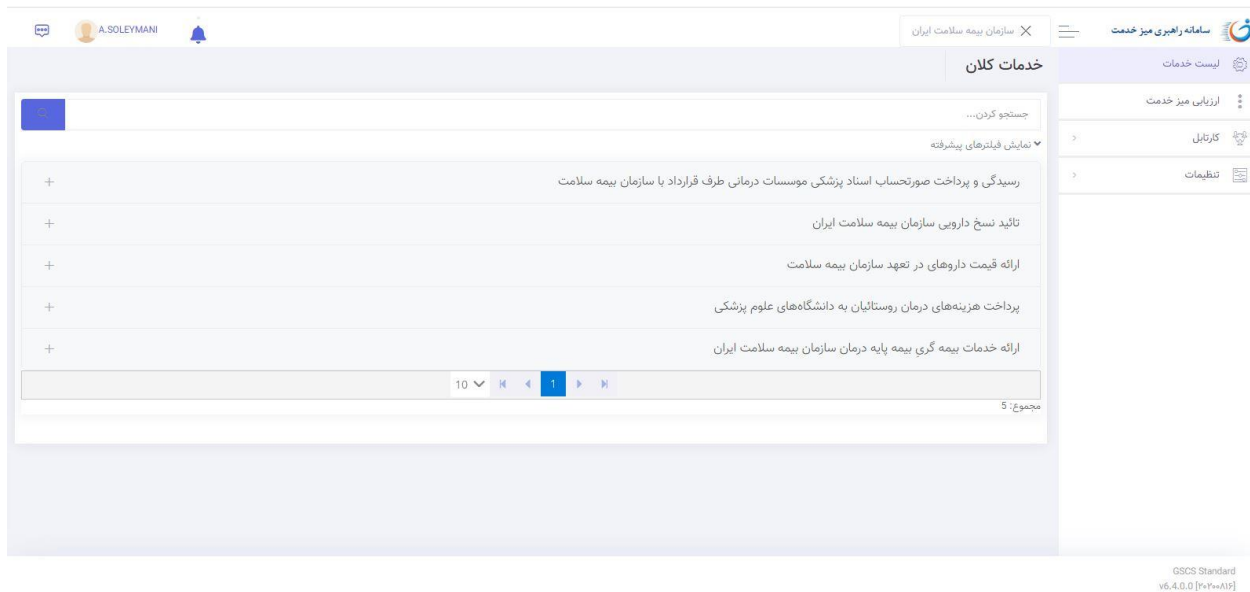 سامانه راهبری میز خدمت
سازمان بیمه سلامت ایران
A.SOLEYMANI
لیست خدمات
ارزیابی میز خدمت
کارتابل
تنظیمات
خدمات کلان
جستجو کردن...
نمایش فیلترهای پیشرفته
رسیدگی و پرداخت صورتحساب اسناد پزشکی موسسات درمانی طرف قرارداد با سازمان بیمه سلامت
تائید نسخ دارویی سازمان بیمه سلامت ایران
ارائه قیمت داروهای در تعهد سازمان بیمه سلامت
پرداخت هزینه‌های درمان روستائیان به دانشگاه‌های علوم پزشکی
ارائه خدمات بیمه گری بیمه پایه درمان سازمان بیمه سلامت ایران
1 10
مجموع: 5
GSCS Standard
v6.4.0.0 [۲۰۲۰۰۸۱۶]